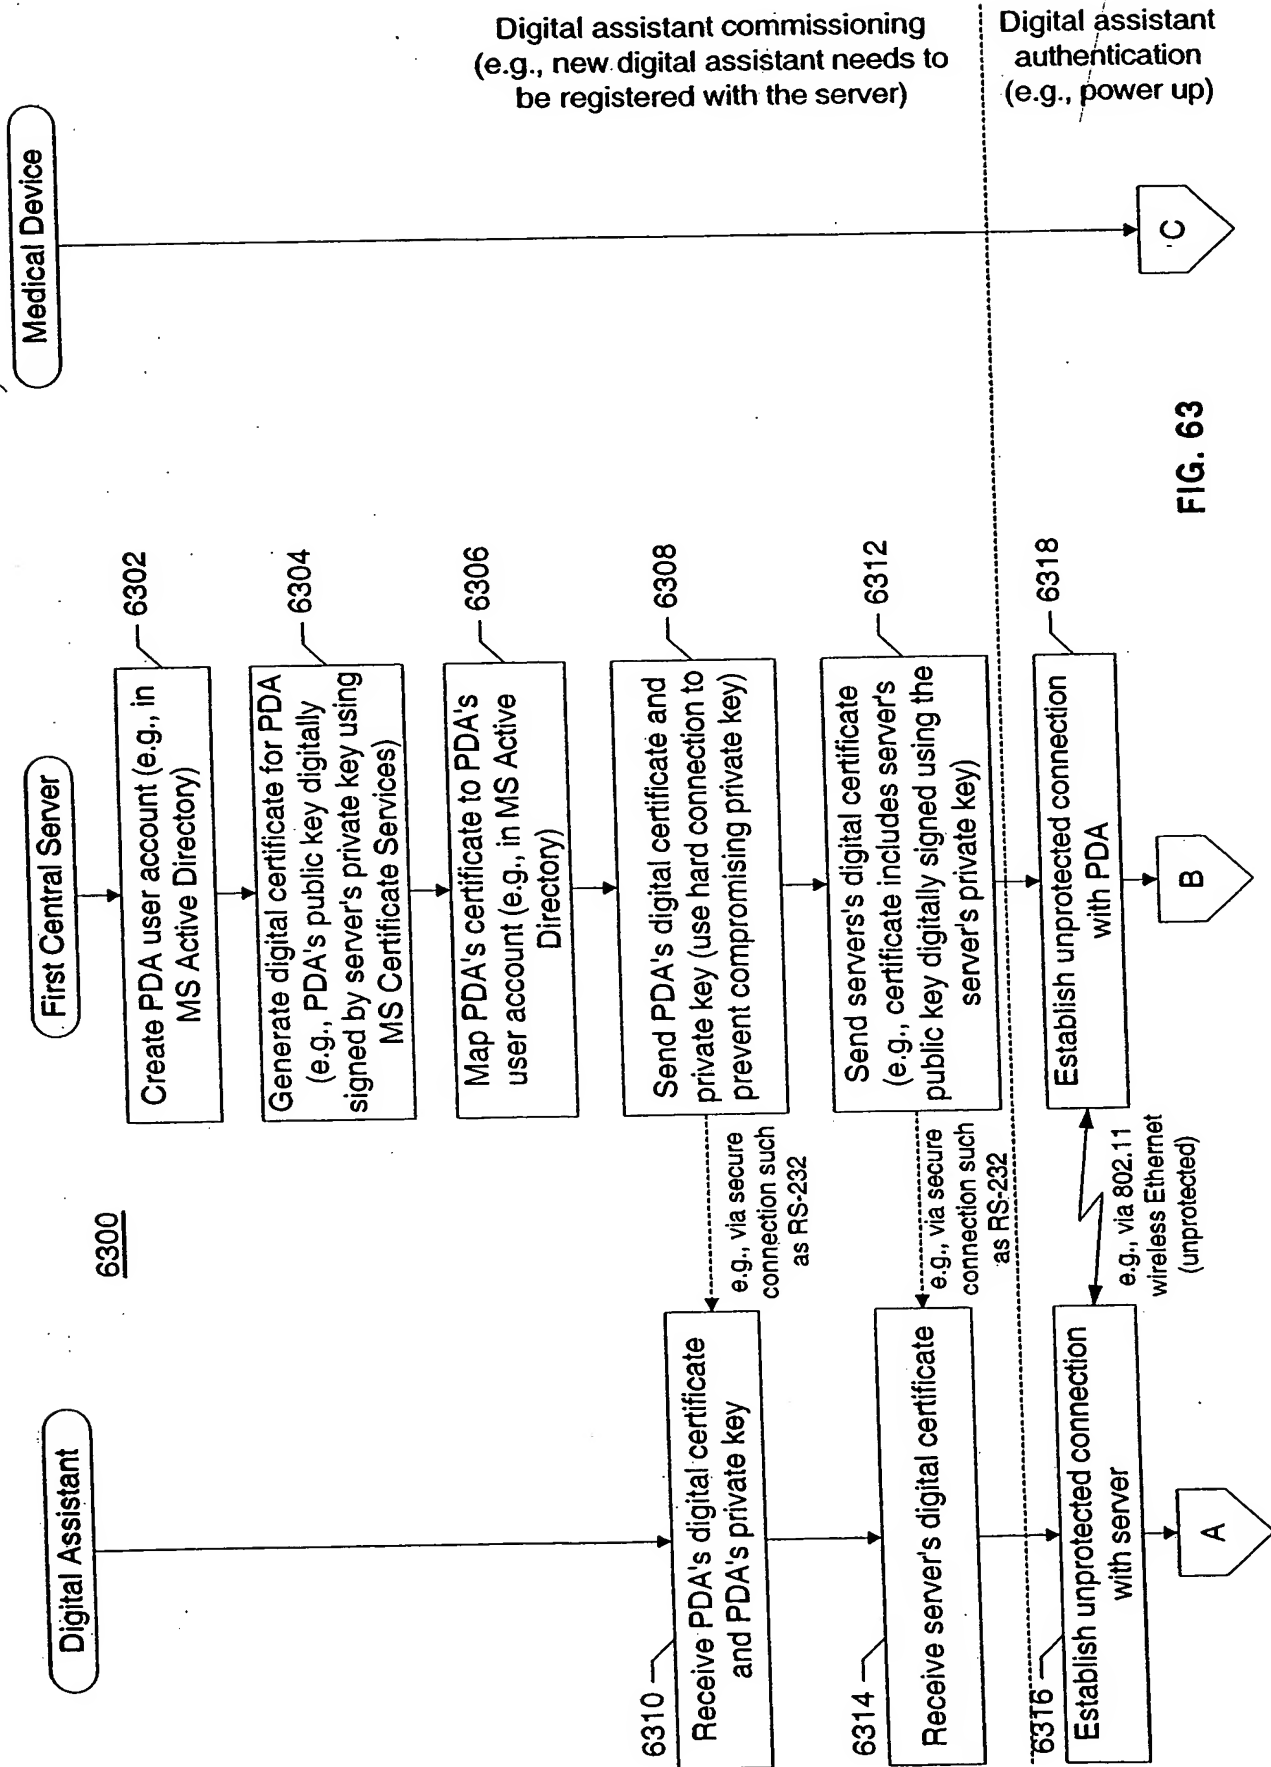 Digital assistant commissioning
(e.g., new digital assistant needs to
be registered with the server)
Digital assistant
authentication
(e.g., power up)
6300
Digital Assistant
First Central Server
Medical Device
Create PDA user account (e.g., in
MS Active Directory)
6302
Generate digital certificate for PDA
(e.g., PDA's public key digitally
signed by server's private key using
MS Certificate Services)
6304
Map PDA's certificate to PDA's
user account (e.g., in MS Active
Directory)
6306
Send PDA's digital certificate and
private key (use hard connection to
prevent compromising private key)
6308
e.g., via secure
connection such
as RS-232
6310
Receive PDA's digital certificate
and PDA's private key
Send servers's digital certificate
(e.g., certificate includes server's
public key digitally signed using the
server's private key)
6312
e.g., via secure
connection such
as RS-232
6314
Receive server's digital certificate
6316
Establish unprotected connection
with server
e.g., via 802.11
wireless Ethernet
(unprotected)
Establish unprotected connection
with PDA
6318
A
B
C
FIG. 63